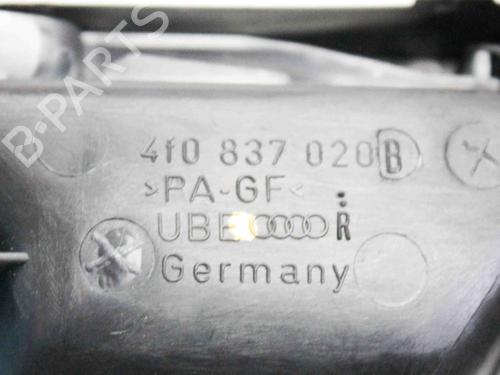 B-PARTS
4f0 837 020 B
>PA-GF<
UBE R
Germany